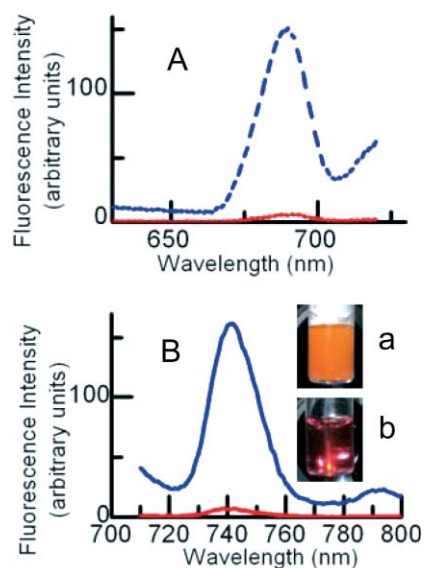 Fluorescence Intensity
(arbitrary units)
100
0
A
650
700
Wavelength (nm)
Fluorescence Intensity
(arbitrary units)
100
0
B
a
b
700
720
740
760
780
800
Wavelength (nm)